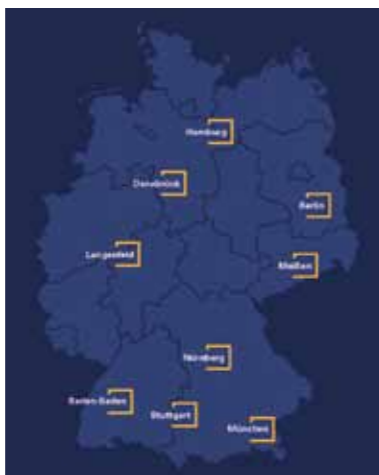 Hamburg
Osnabrück
Berlin
Langenfeld
Meißen
Nürnberg
Baden-Baden
Stuttgart
München